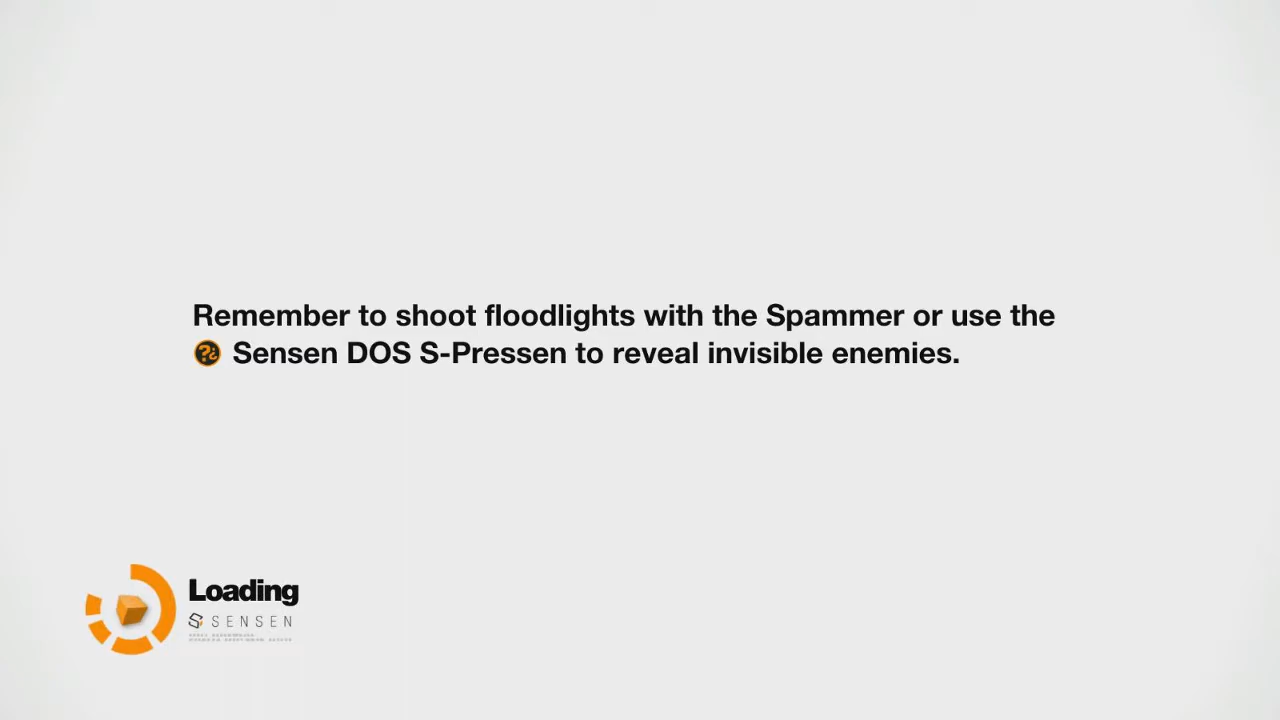 Remember to shoot floodlights with the Spammer or use the
Sensen DOS S-Pressen to reveal invisible enemies.
Loading
SENSEN